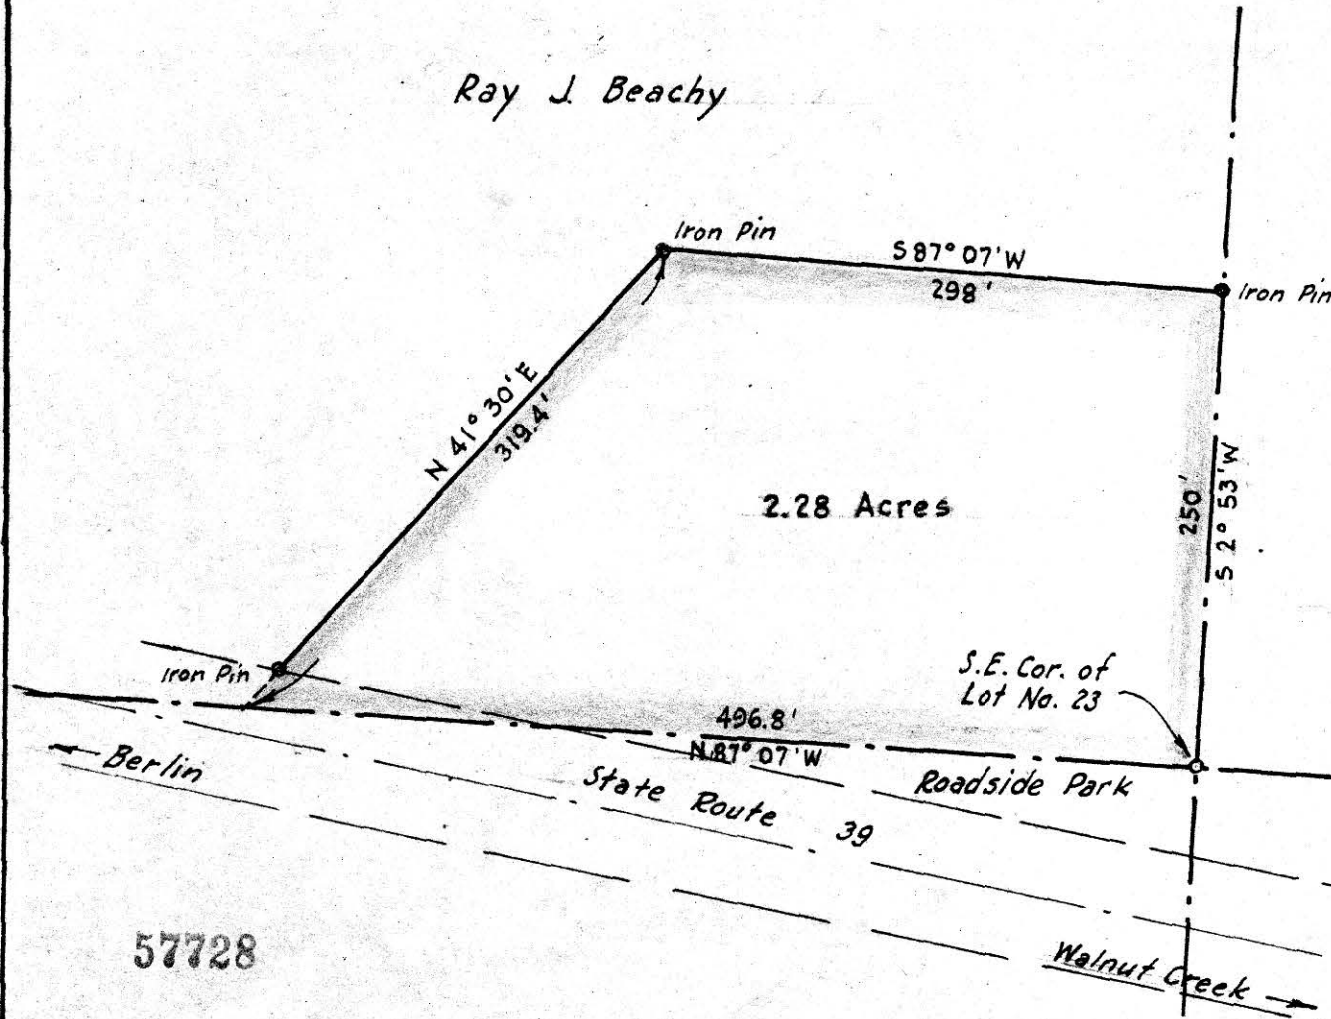 Ray J. Beachy
Iron Pin
S 87° 07' W
298'
Iron Pin
N 41° 30' E
319.4'
2.28 Acres
250'
S 2° 53' W
Iron Pin
S.E. Cor. of
Lot No. 23
496.8'
N 87° 07' W
Berlin
State Route 39
Roadside Park
57728
Walnut Creek